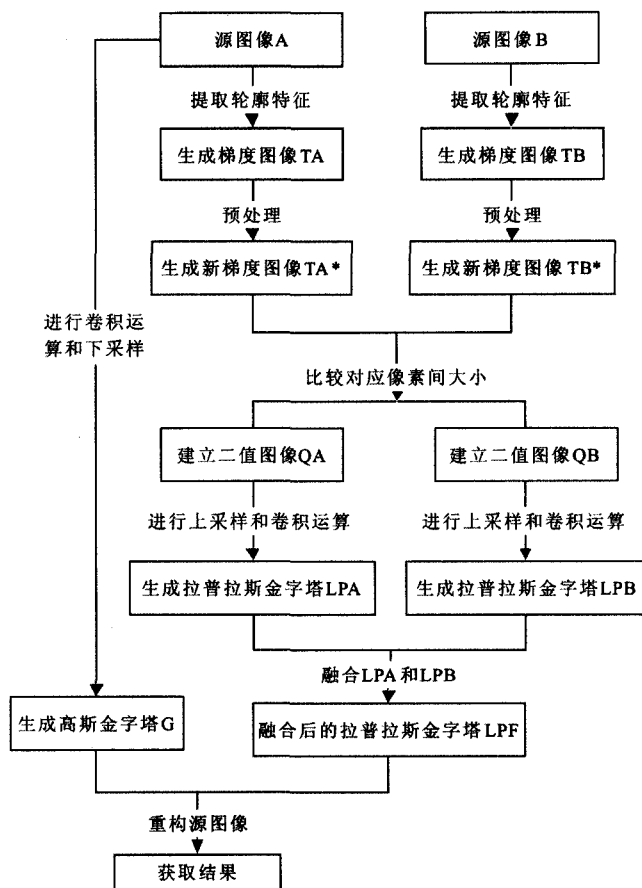 源图像A
源图像B
提取轮廓特征
提取轮廓特征
生成梯度图像TA
生成梯度图像TB
预处理
预处理
生成新梯度图像TA*
生成新梯度图像TB*
进行卷积运
算和下采样
比较对应像素间大小
建立二值图像QA
建立二值图像QB
进行上采样和卷积运算
进行上采样和卷积运算
生成拉普拉斯金字塔LPA
生成拉普拉斯金字塔LPB
融合LPA和LPB
生成高斯金字塔G
融合后的拉普拉斯金字塔LPF
重构源图像
获取结果